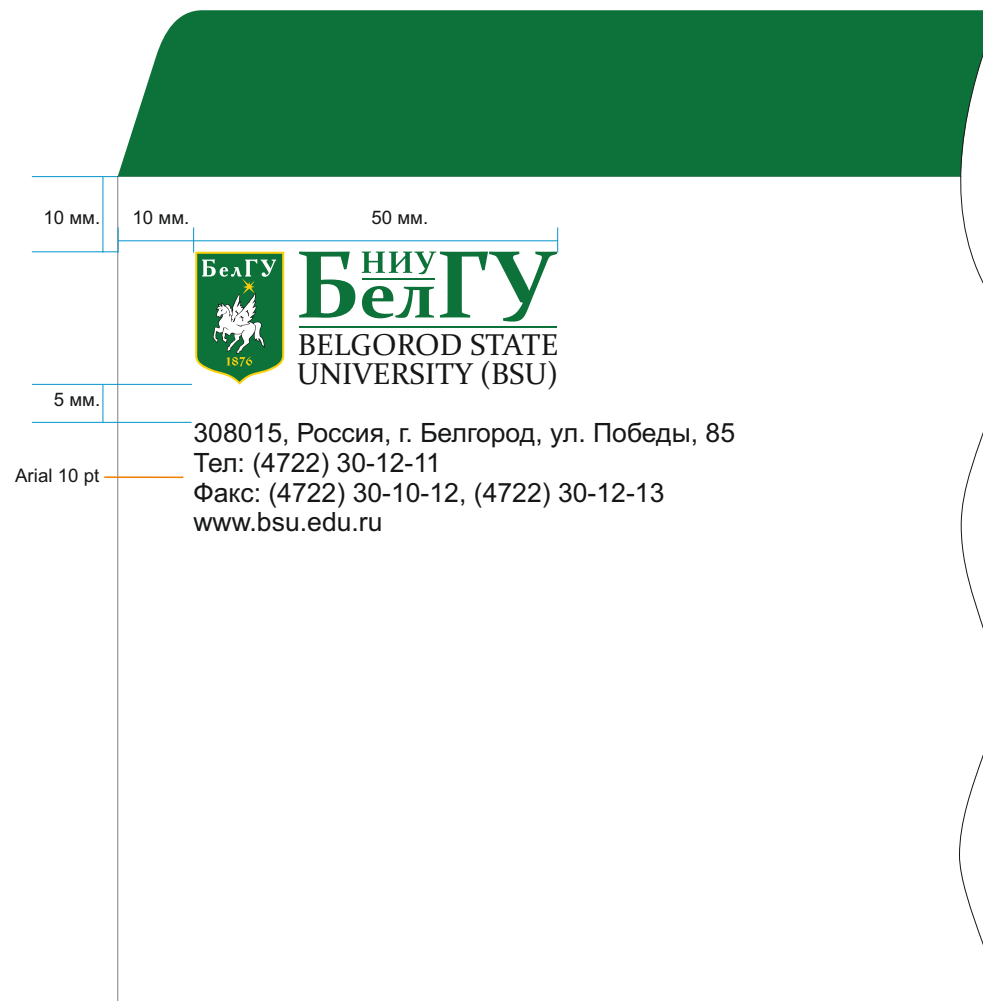 10 мм.
10 мм.
50 мм.
БелГУ
1876
НИУ
БелГУ
BELGOROD STATE
UNIVERSITY (BSU)
5 мм.
308015, Россия, г. Белгород, ул. Победы, 85
Тел: (4722) 30-12-11
Arial 10 pt
Факс: (4722) 30-10-12, (4722) 30-12-13
www.bsu.edu.ru